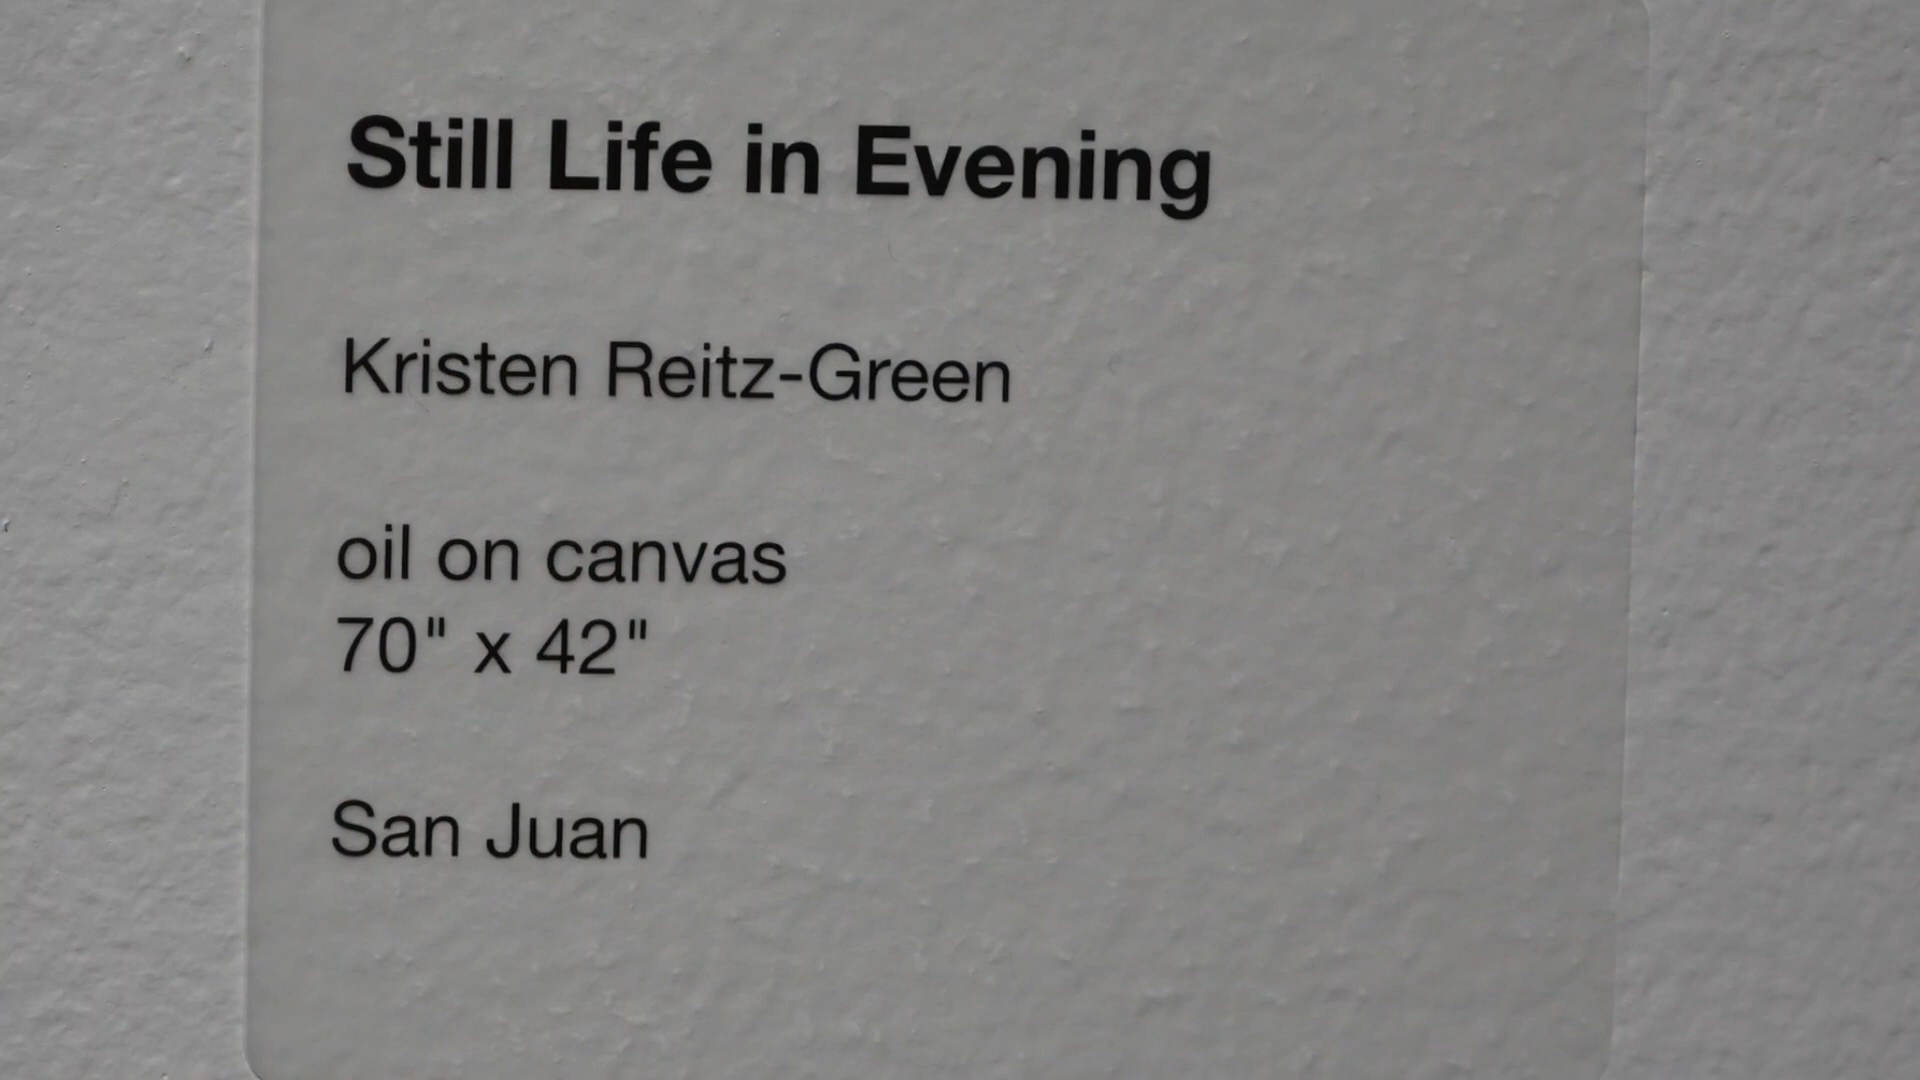 Still Life in Evening
Kristen Reitz-Green
oil on canvas
70" x 42"
San Juan